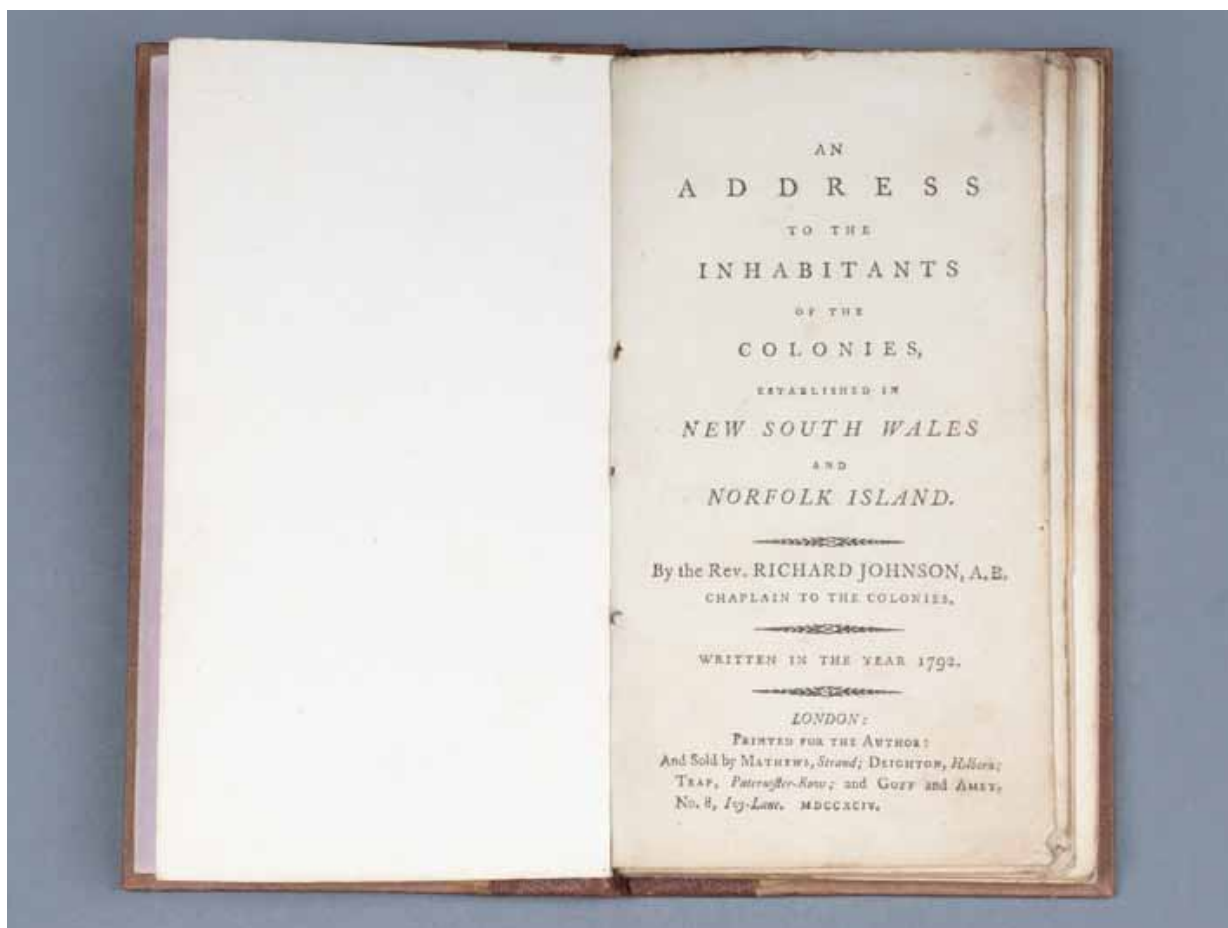 AN
ADDRESS
TO THE
INHABITANTS
OF THE
COLONIES,
ESTABLISHED IN
NEW SOUTH WALES
AND
NORFOLK ISLAND.
By the Rev. RICHARD JOHNSON, A.B.
CHAPLAIN TO THE COLONIES.
WRITTEN IN THE YEAR 1792.
LONDON:
PRINTED FOR THE AUTHOR:
And Sold by MATHEWS, Strand; DEIGHTON, Holborn;
TRAP, Paternoster-Row; and GOFF and AMEY,
No. 8, Ivy-Lane. MDCCXCIV.